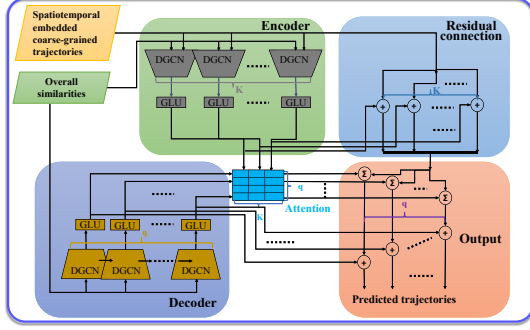 Spatiotemporal
embedded
coarse-grained
trajectories
Overall
similarities
Encoder
DGCN
DGCN
DGCN
K
GLU
GLU
GLU
Residual
connection
K
+
+
+
Attention
q
K
GLU
GLU
GLU
q
DGCN
DGCN
DGCN
Decoder
Σ
Σ
Σ
q
+
+
+
Output
Predicted trajectories